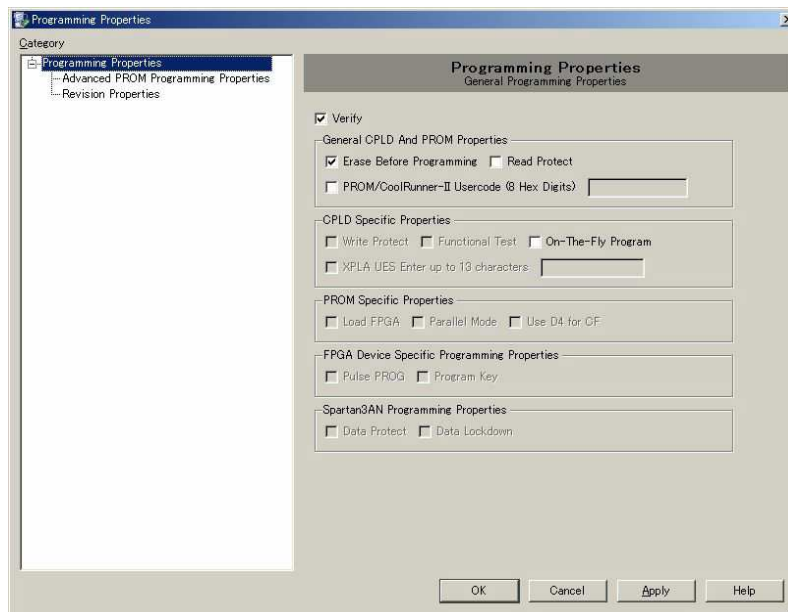 Programming Properties
Category
Programming Properties
Advanced PROM Programming Properties
Revision Properties
Programming Properties
General Programming Properties
Verify
General CPLD And PROM Properties
Erase Before Programming Read Protect
PROM/CoolRunner-II Usercode (8 Hex Digits)
CPLD Specific Properties
Write Protect Functional Test On-The-Fly Program
XPLA UES Enter up to 13 characters
PROM Specific Properties
Load FPGA Parallel Mode Use D4 for CF
FPGA Device Specific Programming Properties
Pulse PROG Program Key
Spartan3AN Programming Properties
Data Protect Data Lockdown
OK Cancel Apply Help